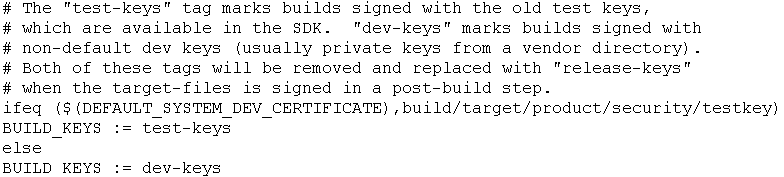 # The "test-keys" tag marks builds signed with the old test keys,
# which are available in the SDK.  "dev-keys" marks builds signed with
# non-default dev keys (usually private keys from a vendor directory).
# Both of these tags will be removed and replaced with "release-keys"
# when the target-files is signed in a post-build step.
ifeq ($(DEFAULT_SYSTEM_DEV_CERTIFICATE),build/target/product/security/testkey)
BUILD_KEYS := test-keys
else
BUILD_KEYS := dev-keys